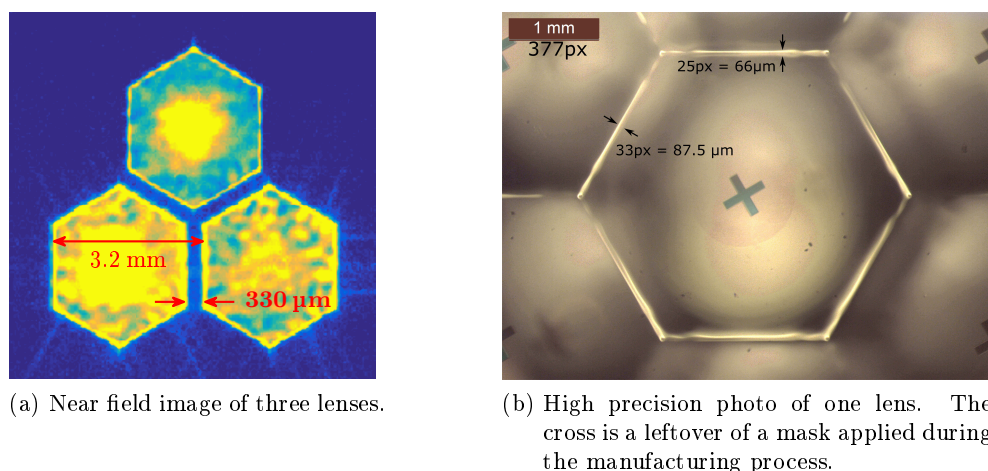 3.2 mm
330 µm
1 mm
377px
25px = 66µm
33px = 87.5 µm
(a) Near field image of three lenses.
(b) High precision photo of one lens. The
cross is a leftover of a mask applied during
the manufacturing process.